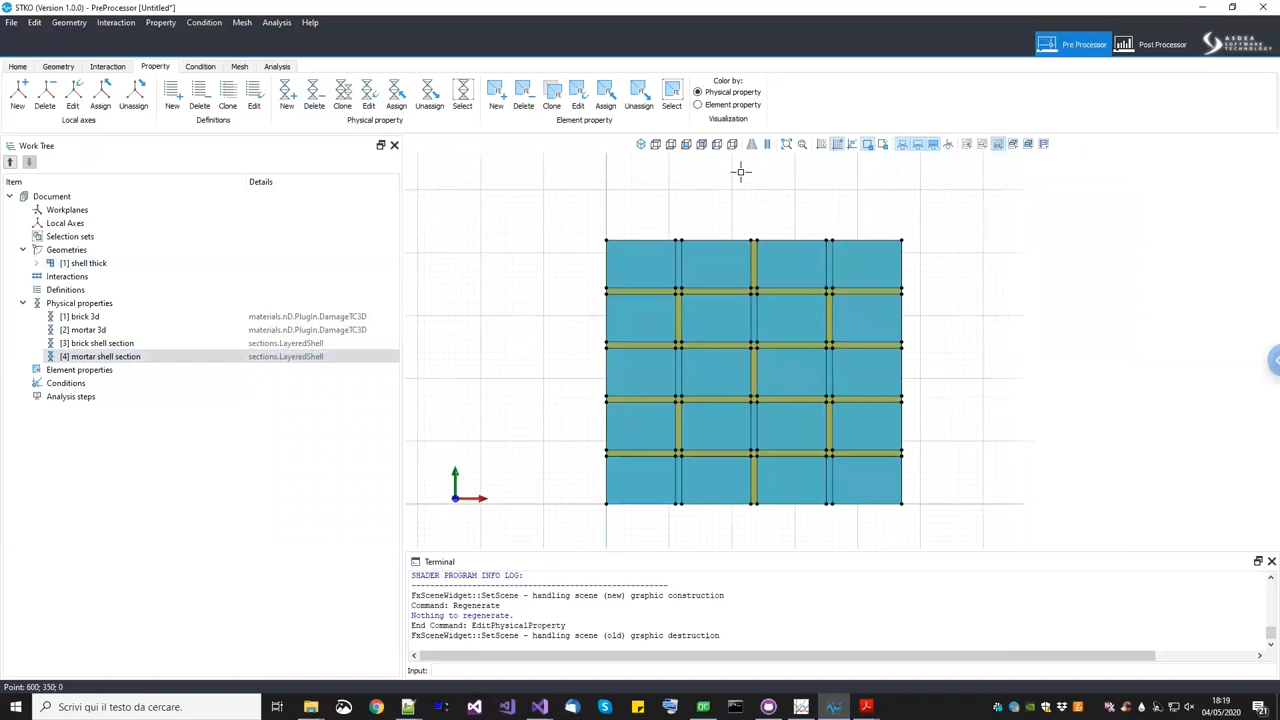 STKO (Version 1.0.0) - PreProcessor [Untitled*]
File Edit Geometry Interaction Property Condition Mesh Analysis Help
Pre Processor Post Processor ASDEA SOFTWARE TECHNOLOGY
Home Geometry Interaction Property Condition Mesh Analysis
Color by:
Physical property
Element property
New Delete Edit Assign Unassign New Delete Clone Edit New Delete Clone Edit Assign Unassign Select New Delete Clone Edit Assign Unassign Select
Local axes Definitions Physical property Element property Visualization
Work Tree
Item Details
Document
Workplanes
Local Axes
Selection sets
Geometries
[1] shell thick
Interactions
Definitions
Physical properties
[1] brick 3d materials.nD.Plugin.DamageTC3D
[2] mortar 3d materials.nD.Plugin.DamageTC3D
[3] brick shell section sections.LayeredShell
[4] mortar shell section sections.LayeredShell
Element properties
Conditions
Analysis steps
Terminal
SHADER PROGRAM INFO LOG:
------------------------------------------------------
FxSceneWidget::SetScene - handling scene (new) graphic construction
Command: Regenerate
Nothing to regenerate.
End Command: EditPhysicalProperty
FxSceneWidget::SetScene - handling scene (old) graphic destruction
Input:
Point: 600; 350; 0
Scrivi qui il testo da cercare.
18:19
04/05/2020